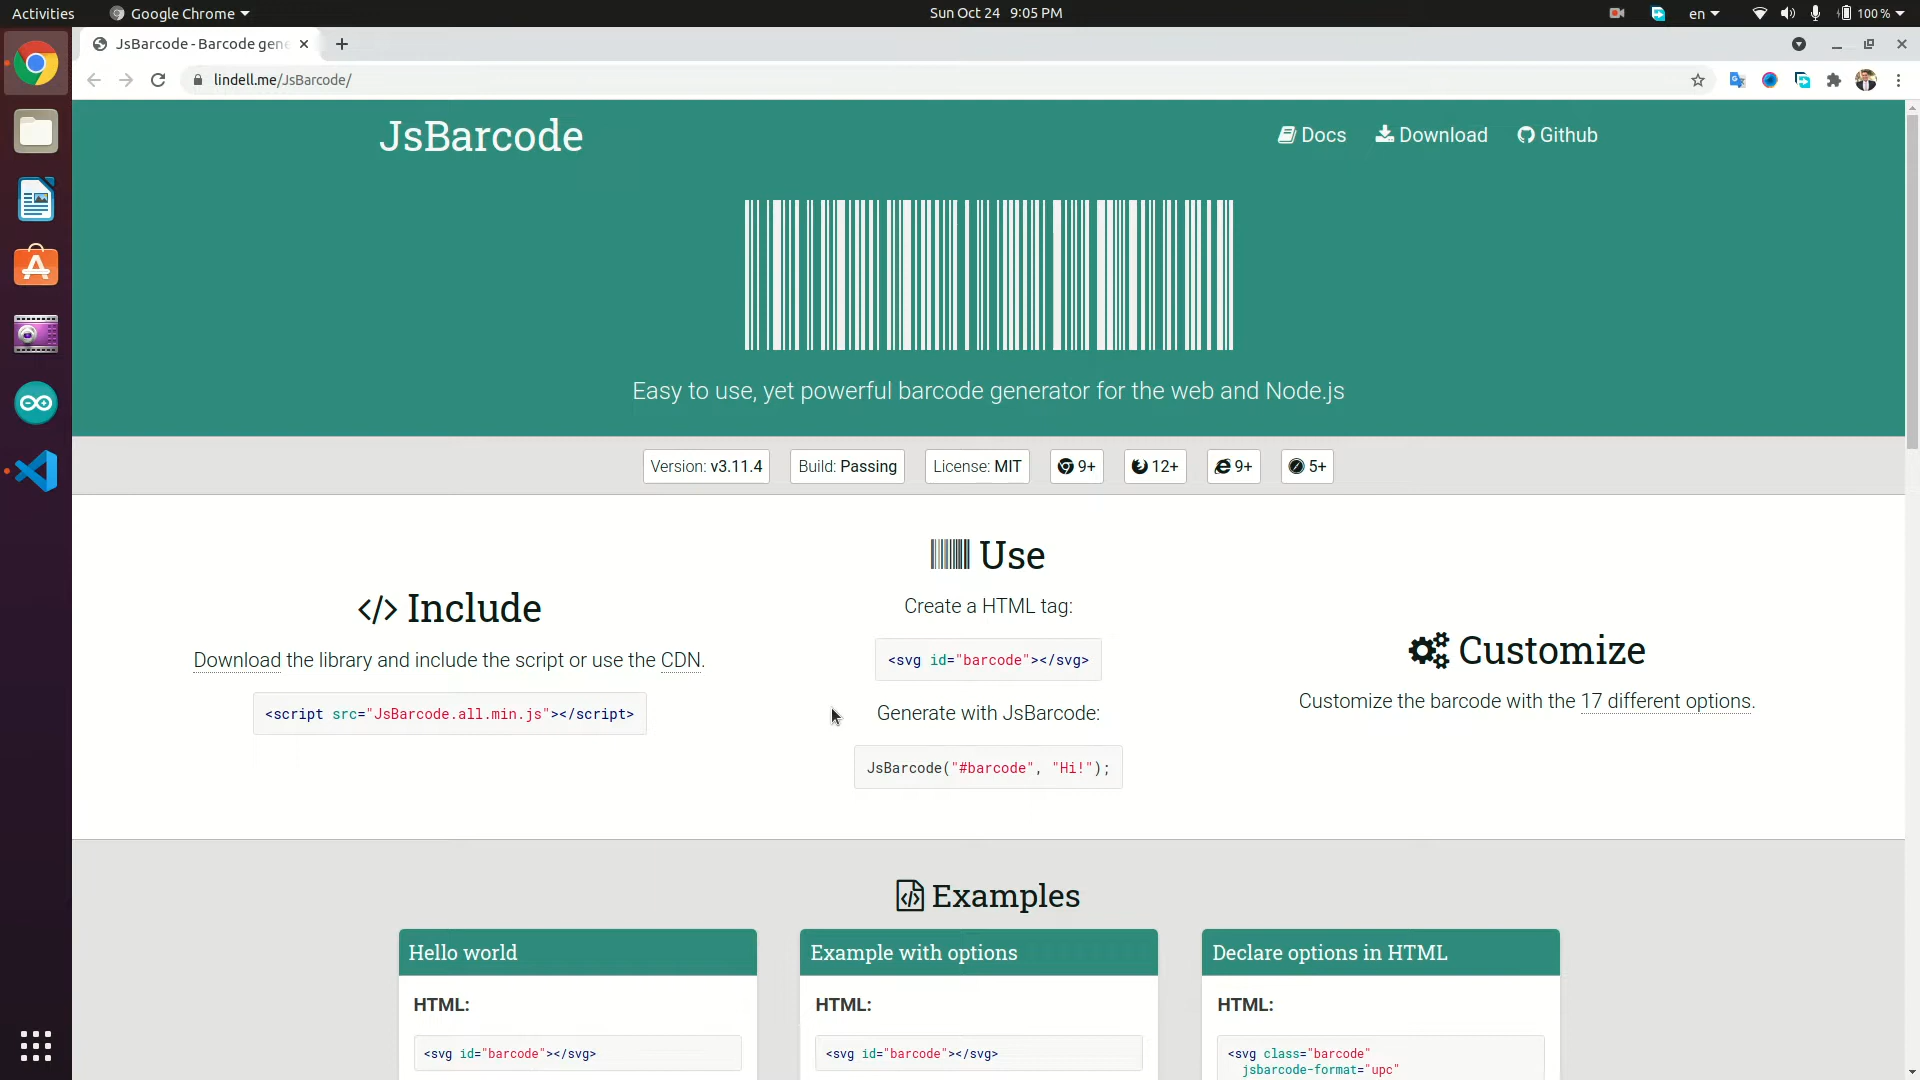 Activities
Google Chrome
Sun Oct 24 9:05 PM
en
100 %
JsBarcode - Barcode gene
lindell.me/JsBarcode/
JsBarcode
Docs
Download
Github
Easy to use, yet powerful barcode generator for the web and Node.js
Version: v3.11.4
Build: Passing
License: MIT
9+
12+
9+
5+
</> Include
Download the library and include the script or use the CDN.
<script src="JsBarcode.all.min.js"></script>
Use
Create a HTML tag:
<svg id="barcode"></svg>
Generate with JsBarcode:
JsBarcode("#barcode", "Hi!");
Customize
Customize the barcode with the 17 different options.
Examples
Hello world
HTML:
<svg id="barcode"></svg>
Example with options
HTML:
<svg id="barcode"></svg>
Declare options in HTML
HTML:
<svg class="barcode"
jsbarcode-format="upc"